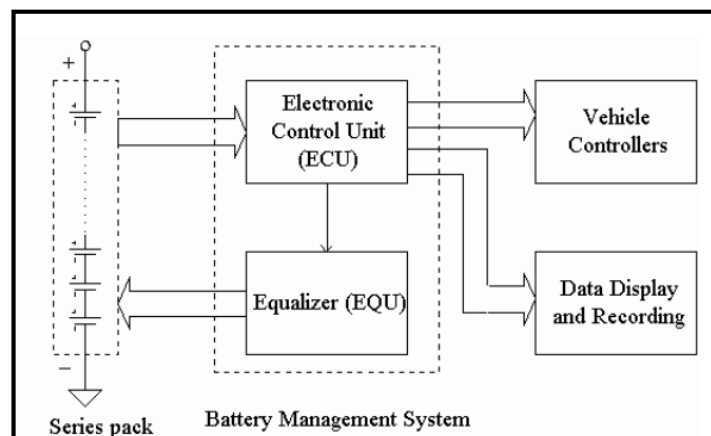 +
Electronic
Control Unit
(ECU)
Vehicle
Controllers
Equalizer (EQU)
Data Display
and Recording
−
Series pack
Battery Management System